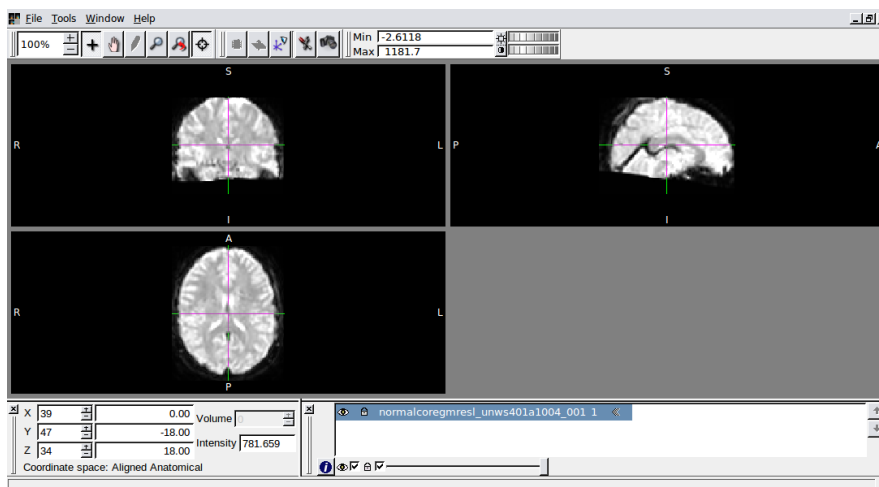 File Tools Window Help
100%
Min -2.6118
Max 1181.7
S
R
L
I
S
P
A
I
A
R
L
P
X 39 0.00
Y 47 -18.00
Z 34 18.00
Volume 0
Intensity 781.659
Coordinate space: Aligned Anatomical
normalcoregmresl_unws401a1004_001 1